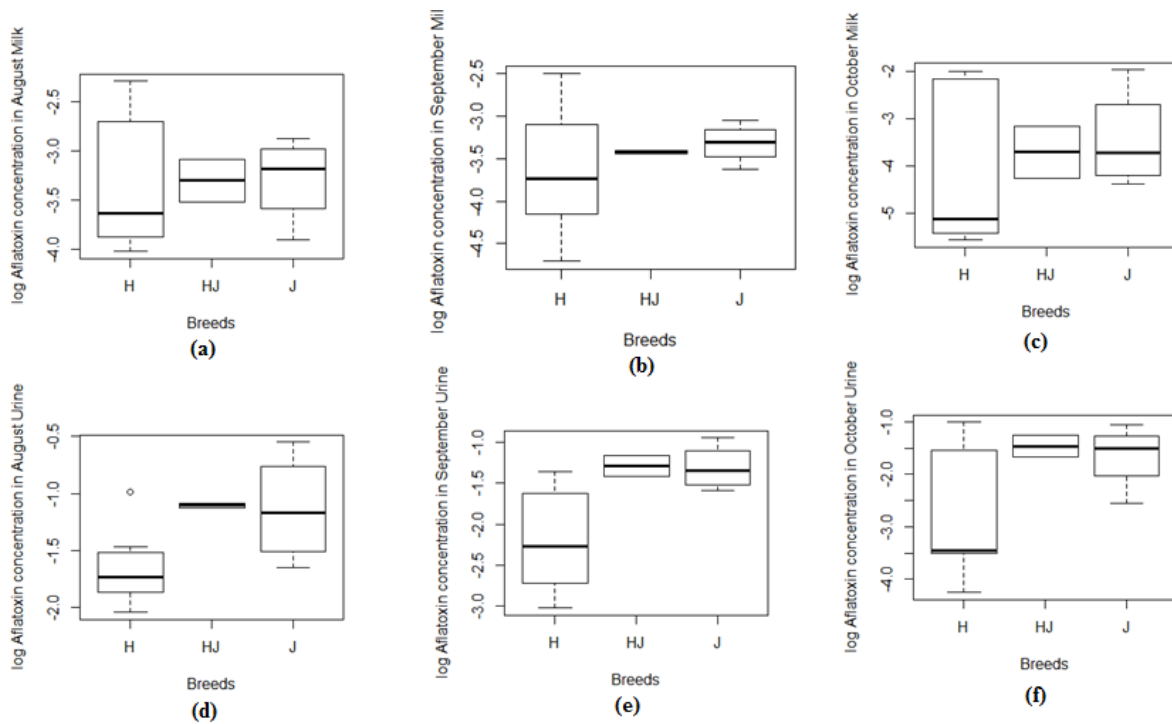 log Aflatoxin concentration in August Milk
-2.5
-3.0
-3.5
-4.0
H HJ J
Breeds
(a)
log Aflatoxin concentration in September Mil
-2.5
-3.0
-3.5
-4.0
-4.5
H HJ J
Breeds
(b)
log Aflatoxin concentration in October Milk
-2
-3
-4
-5
H HJ J
Breeds
(c)
log Aflatoxin concentration in August Urine
-0.5
-1.0
-1.5
-2.0
H HJ J
Breeds
(d)
log Aflatoxin concentration in September Urine
-1.0
-1.5
-2.0
-2.5
-3.0
H HJ J
Breeds
(e)
log Aflatoxin concentration in October Urine
-1.0
-2.0
-3.0
-4.0
H HJ J
Breeds
(f)